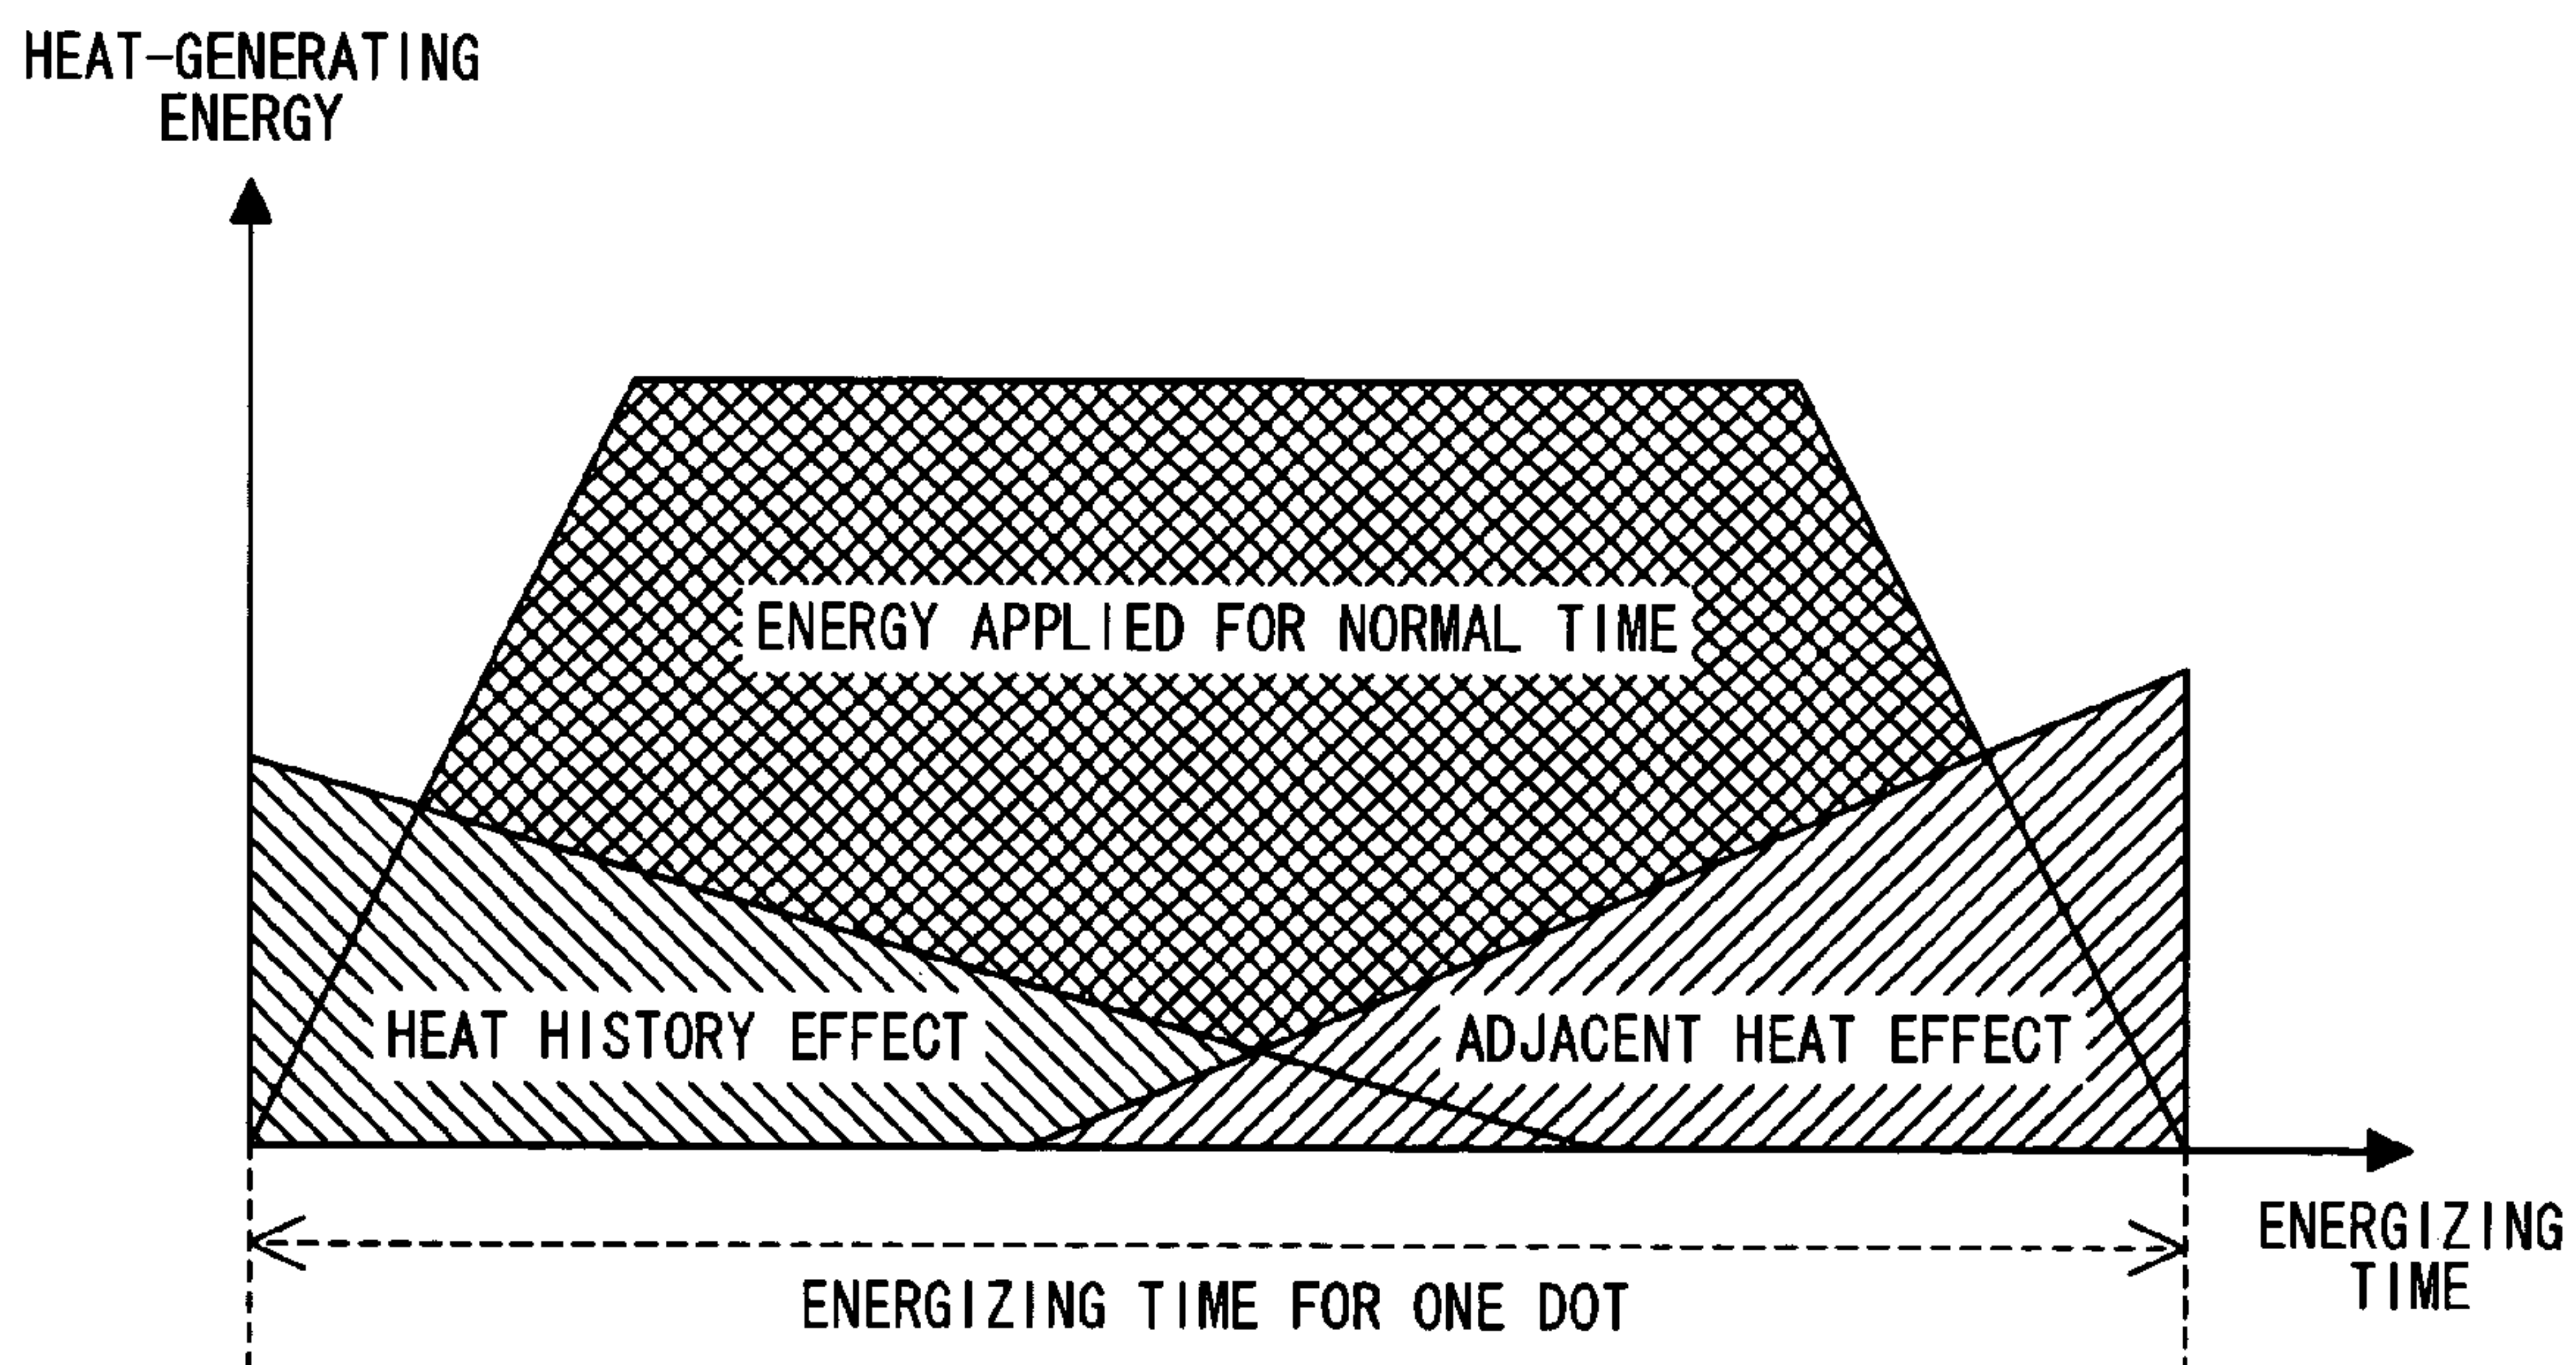 HEAT-GENERATING
ENERGY
ENERGY APPLIED FOR NORMAL TIME
HEAT HISTORY EFFECT
ADJACENT HEAT EFFECT
ENERGIZING
TIME
ENERGIZING TIME FOR ONE DOT